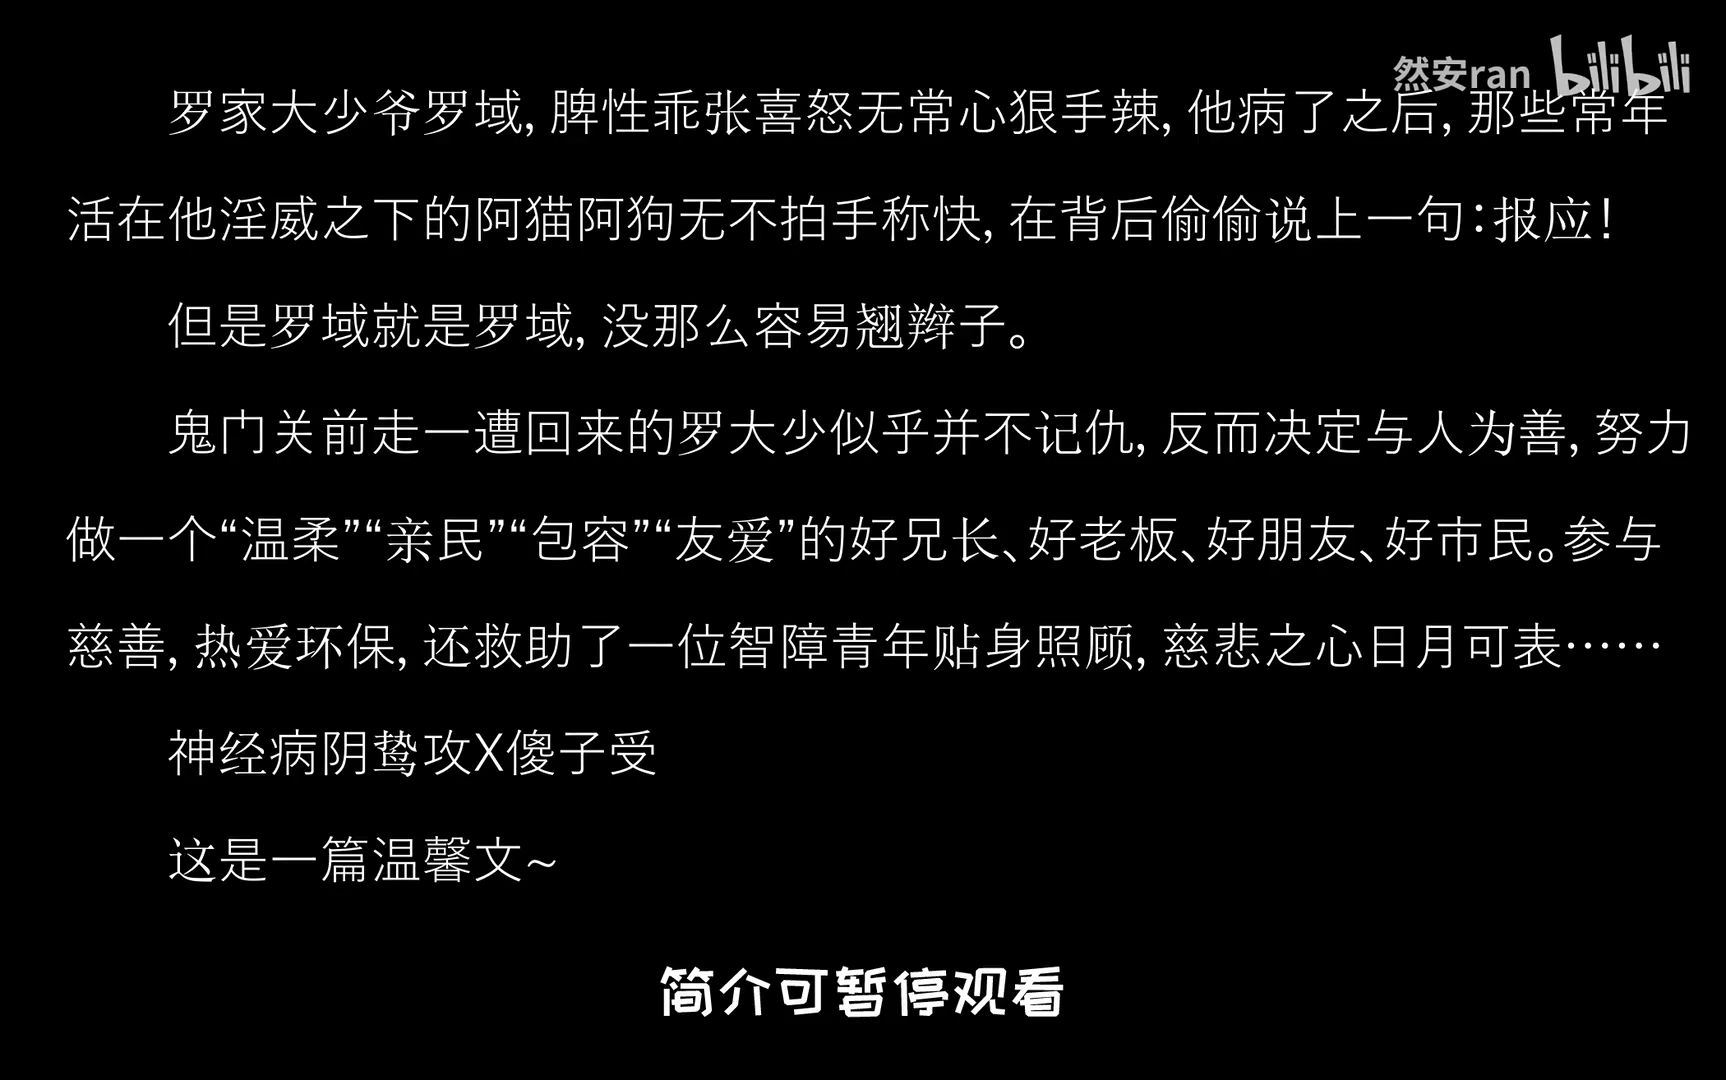 然安ran bilibili
罗家大少爷罗域,脾性乖张喜怒无常心狠手辣,他病了之后,那些常年
活在他淫威之下的阿猫阿狗无不拍手称快,在背后偷偷说上一句:报应!
但是罗域就是罗域,没那么容易翘辫子。
鬼门关前走一遭回来的罗大少似乎并不记仇,反而决定与人为善,努力
做一个“温柔”“亲民”“包容”“友爱”的好兄长、好老板、好朋友、好市民。参与
慈善,热爱环保,还救助了一位智障青年贴身照顾,慈悲之心日月可表……
神经病阴鸷攻X傻子受
这是一篇温馨文~
简介可暂停观看